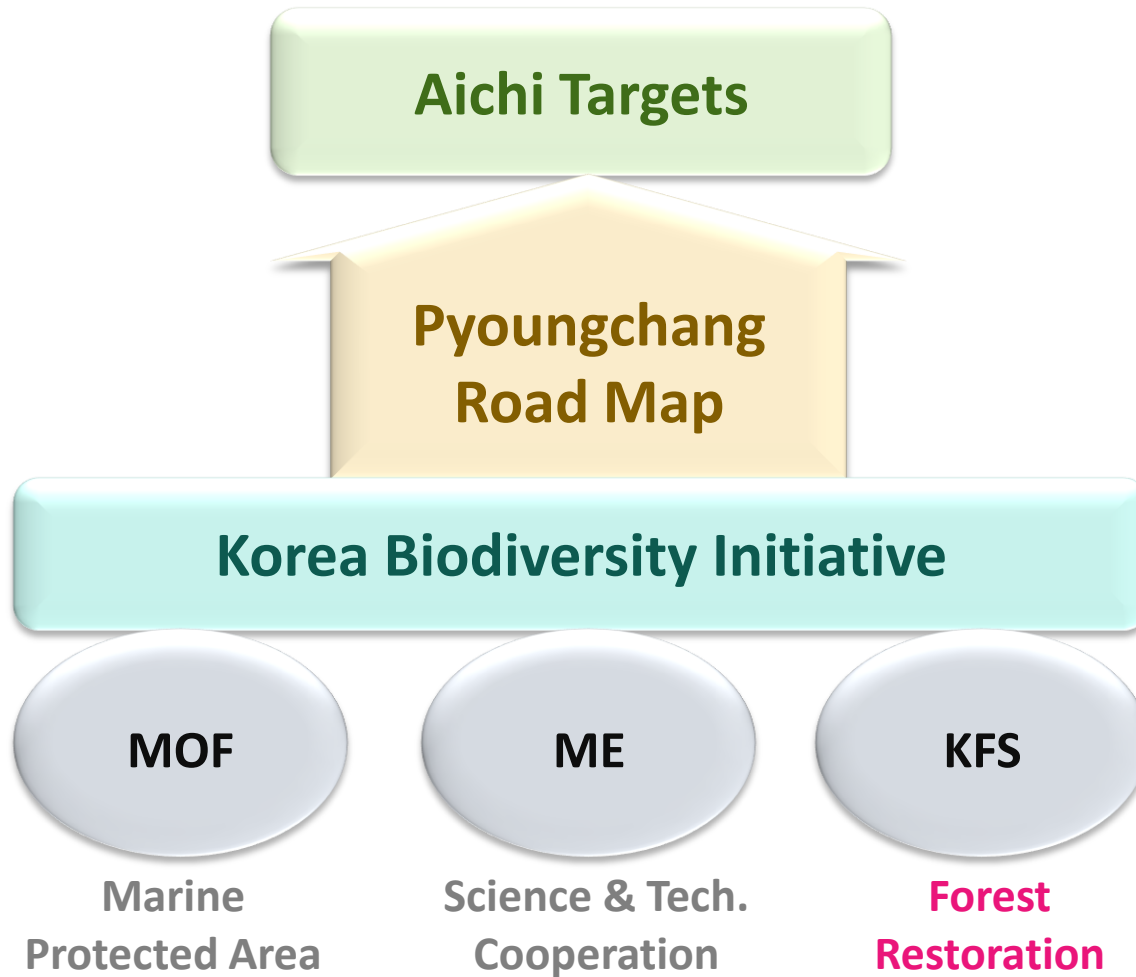 Aichi Targets
Pyoungchang
Road Map
Korea Biodiversity Initiative
MOF
ME
KFS
Marine
Protected Area
Science & Tech.
Cooperation
Forest
Restoration